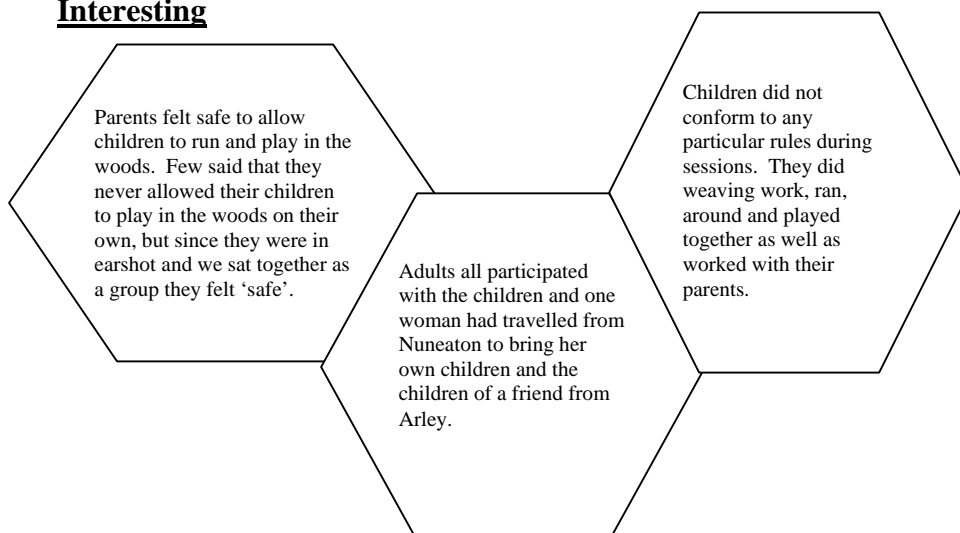 Interesting
Parents felt safe to allow
children to run and play in the
woods.  Few said that they
never allowed their children
to play in the woods on their
own, but since they were in
earshot and we sat together as
a group they felt ‘safe’.
Adults all participated
with the children and one
woman had travelled from
Nuneaton to bring her
own children and the
children of a friend from
Arley.
Children did not
conform to any
particular rules during
sessions.  They did
weaving work, ran,
around and played
together as well as
worked with their
parents.